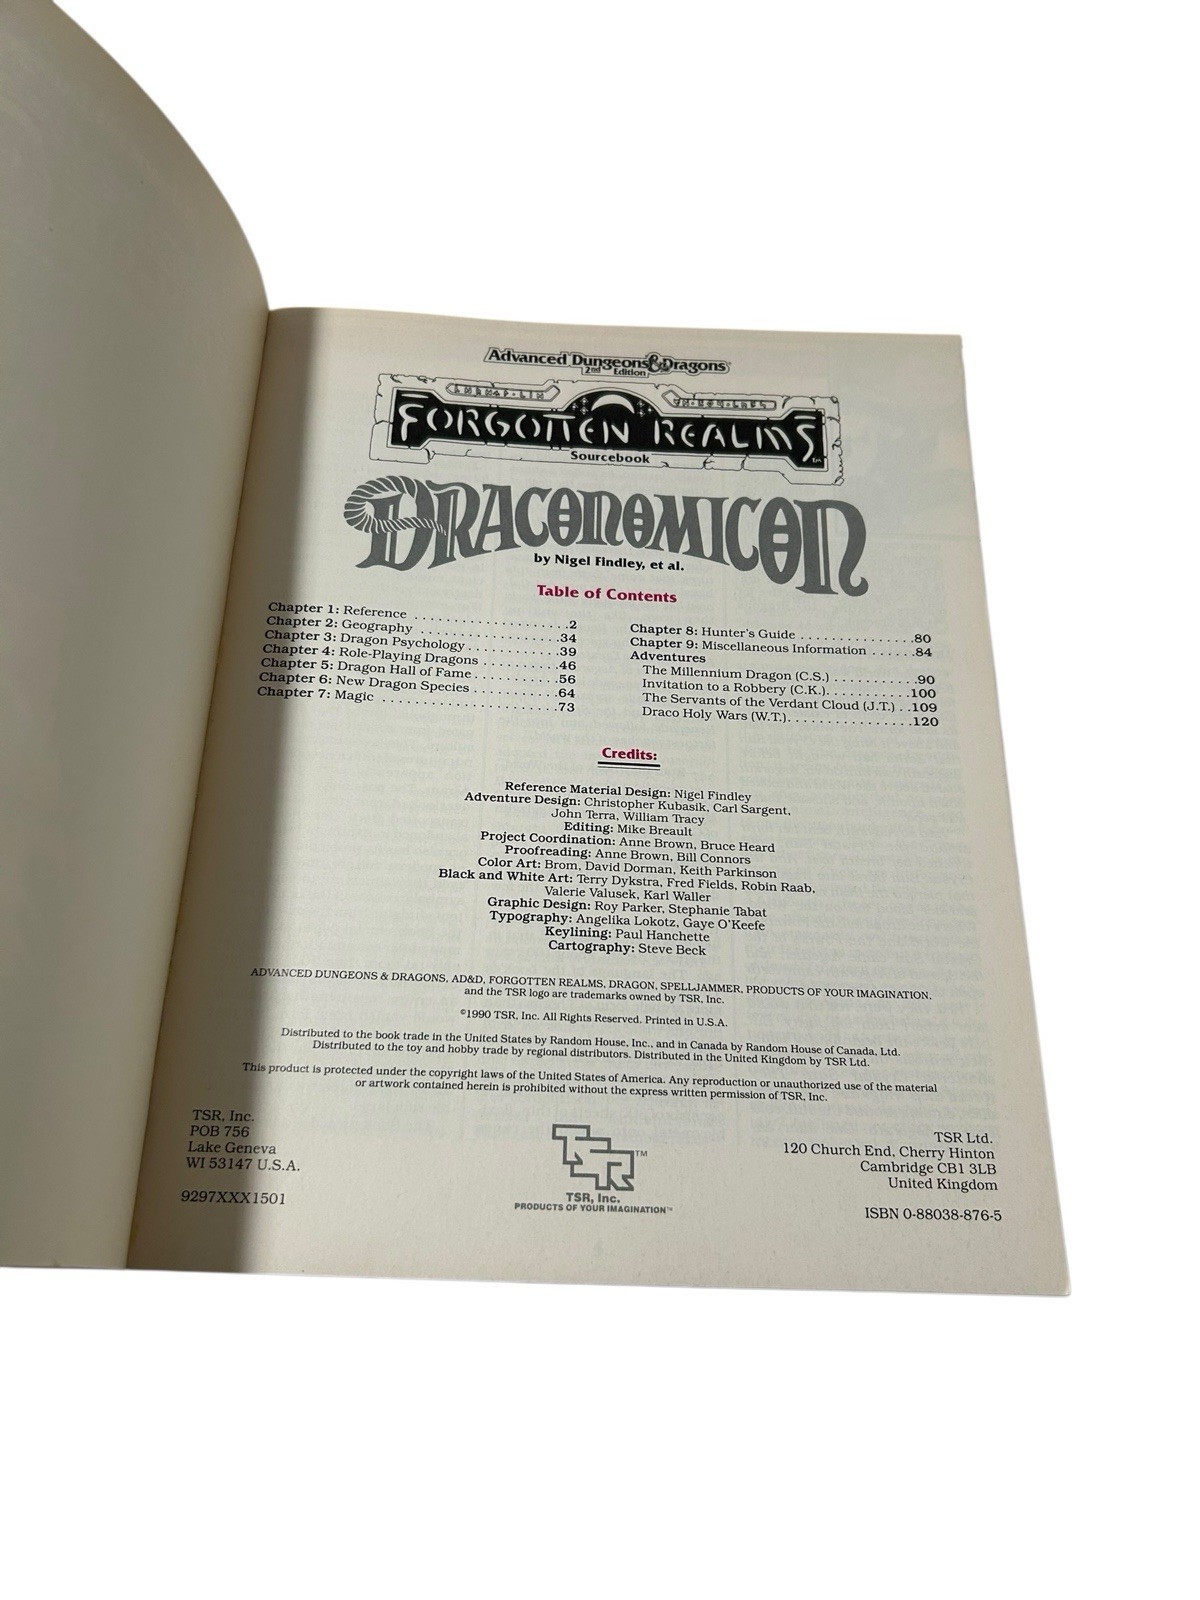 Advanced Dungeons & Dragons
2nd Edition
FORGOTTEN REALMS
Sourcebook
DRACONOMICON
by Nigel Findley, et al.
Table of Contents
Chapter 1: Reference . . . . . . . . . . . . . . . . . . . .2
Chapter 2: Geography . . . . . . . . . . . . . . . . . .34
Chapter 3: Dragon Psychology . . . . . . . . . . . .39
Chapter 4: Role-Playing Dragons . . . . . . . . . .46
Chapter 5: Dragon Hall of Fame . . . . . . . . . . .56
Chapter 6: New Dragon Species . . . . . . . . . . .64
Chapter 7: Magic . . . . . . . . . . . . . . . . . . . . . . .73
Chapter 8: Hunter's Guide . . . . . . . . . . . . . .80
Chapter 9: Miscellaneous Information . . . . . .84
Adventures
The Millennium Dragon (C.S.) . . . . . . . . . . .90
Invitation to a Robbery (C.K.). . . . . . . . . . .100
The Servants of the Verdant Cloud (J.T.) . .109
Draco Holy Wars (W.T.). . . . . . . . . . . . . . . .120
Credits:
Reference Material Design: Nigel Findley
Adventure Design: Christopher Kubasik, Carl Sargent,
John Terra, William Tracy
Editing: Mike Breault
Project Coordination: Anne Brown, Bruce Heard
Proofreading: Anne Brown, Bill Connors
Color Art: Brom, David Dorman, Keith Parkinson
Black and White Art: Terry Dykstra, Fred Fields, Robin Raab,
Valerie Valusek, Karl Waller
Graphic Design: Roy Parker, Stephanie Tabat
Typography: Angelika Lokotz, Gaye O'Keefe
Keylining: Paul Hanchette
Cartography: Steve Beck
ADVANCED DUNGEONS & DRAGONS, AD&D, FORGOTTEN REALMS, DRAGON, SPELLJAMMER, PRODUCTS OF YOUR IMAGINATION,
and the TSR logo are trademarks owned by TSR, Inc.
©1990 TSR, Inc. All Rights Reserved. Printed in U.S.A.
Distributed to the book trade in the United States by Random House, Inc., and in Canada by Random House of Canada, Ltd.
Distributed to the toy and hobby trade by regional distributors. Distributed in the United Kingdom by TSR Ltd.
This product is protected under the copyright laws of the United States of America. Any reproduction or unauthorized use of the material
or artwork contained herein is prohibited without the express written permission of TSR, Inc.
TSR, Inc.
POB 756
Lake Geneva
WI 53147 U.S.A.
9297XXX1501
TSR™
TSR, Inc.
PRODUCTS OF YOUR IMAGINATION™
TSR Ltd.
120 Church End, Cherry Hinton
Cambridge CB1 3LB
United Kingdom
ISBN 0-88038-876-5